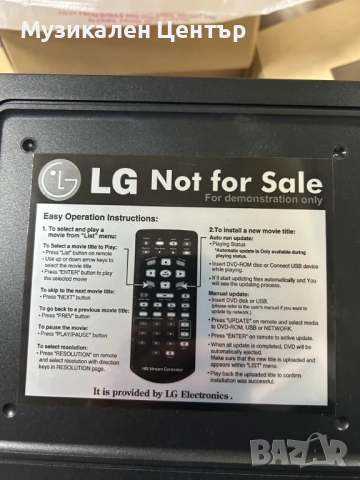 Музикален Център
LG Not for Sale
For demonstration only
Easy Operation Instructions:
1. To select and play a
movie from "List" menu:
To Select a movie title to Play:
• Press "List" button on remote
• Use up or down arrow keys to
select the movie title
• Press "ENTER" button to play
the selected movie
To skip to the next movie title:
• Press "NEXT" button
To go back to a previous movie title:
• Press "PREV" button
To pause the movie:
• Press "PLAY/PAUSE" button
To select resolution:
• Press "RESOLUTION" on remote
and select resolution with direction
keys in RESOLUTION page.
HD Stream Generator
2.To install a new movie title:
Auto run update:
• Playing Status
*Automatic update is Only available during
playing status.
• Insert DVD-ROM disc or Connect USB device
while playing.
• If it start updating files automatically and You
will see the updating process.
Manual update:
• Insert DVD disc or USB.
(please refer to the user's manual if you want to
update by network.)
• Press "UPDATE" on remote and select media
to DVD-ROM, USB or NETWORK.
• Press "ENTER" on remote to active update.
• When all update is completed, DVD will be
automatically ejected.
Make sure that the new title is uploaded and
appears within "LIST" menu.
• Play back the uploaded file to confirm
installation was successful.
It is provided by LG Electronics.
BAZAR